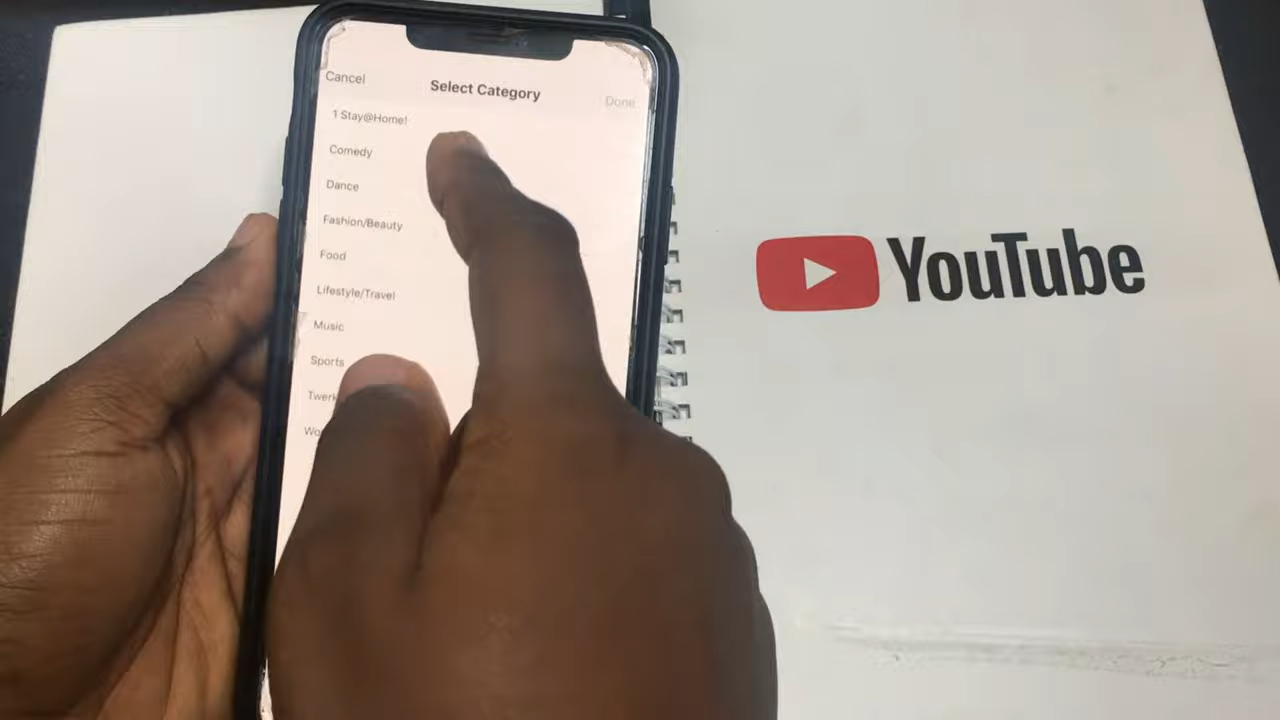 Cancel
Select Category
Done
1 Stay@Home!
Comedy
Dance
Fashion/Beauty
Food
Lifestyle/Travel
Music
Sports
YouTube